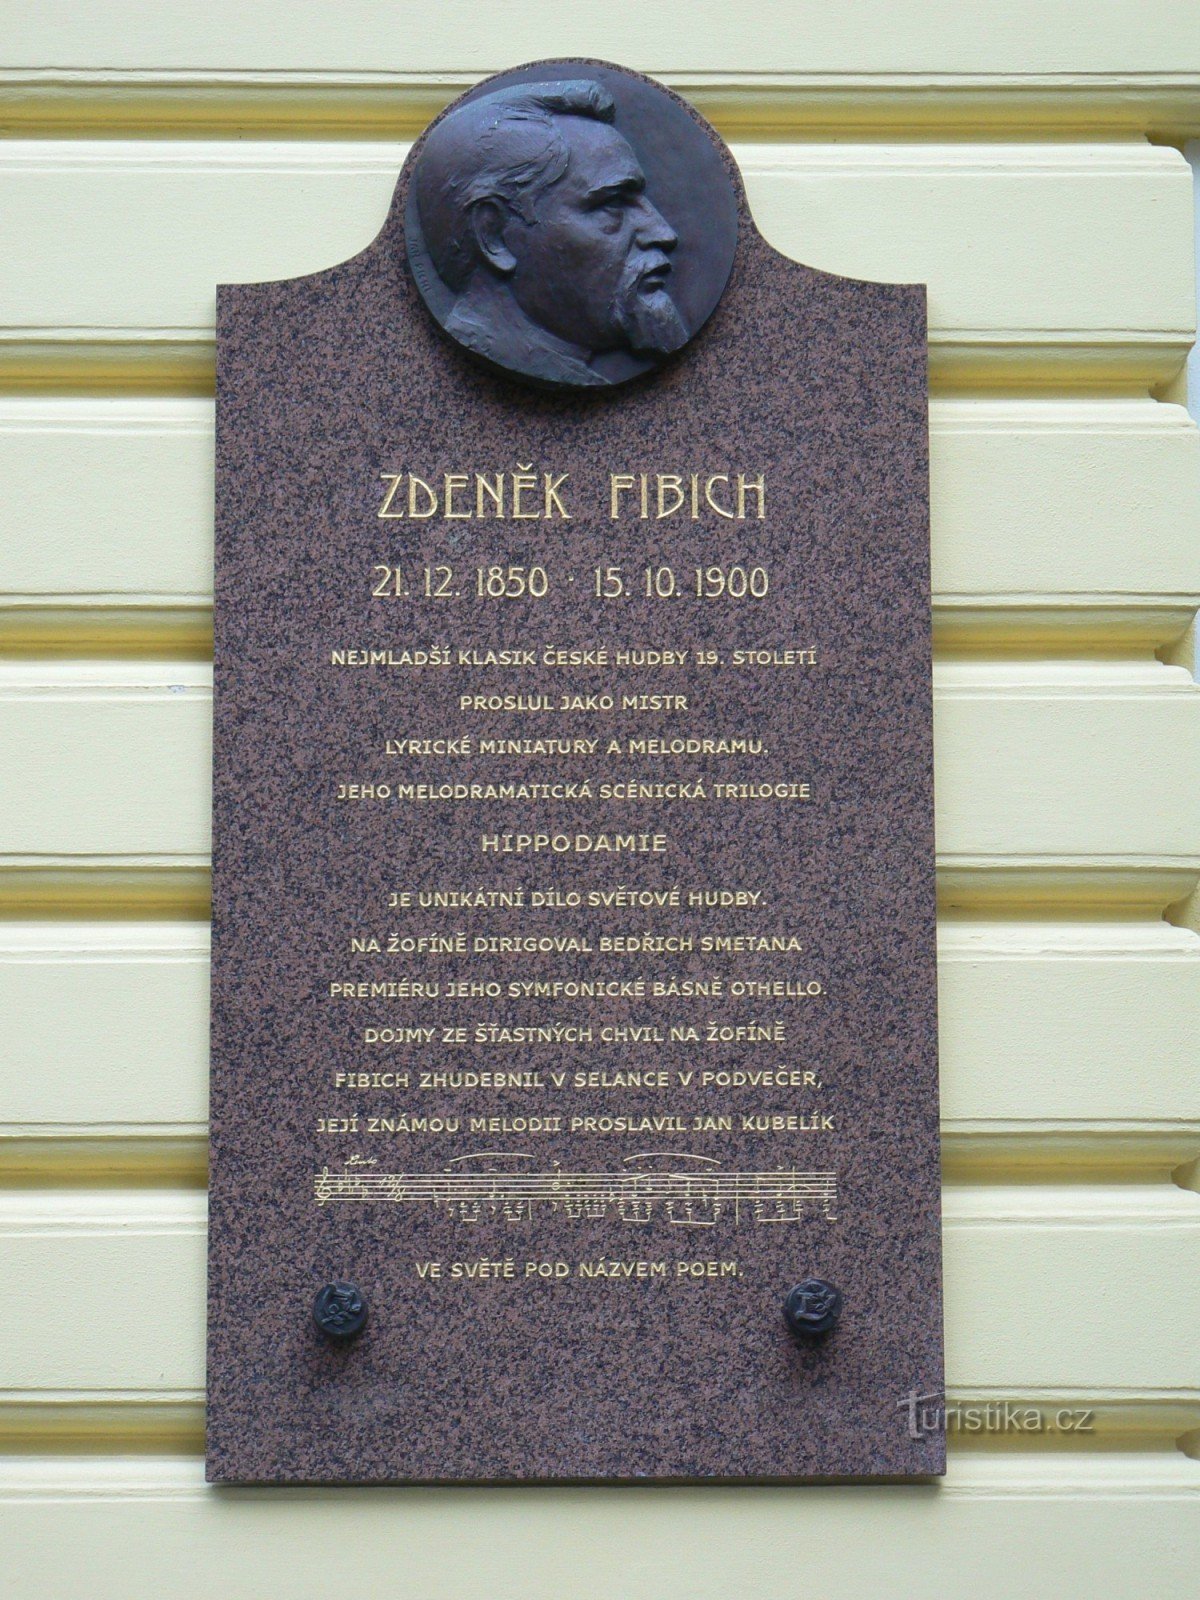 ZDENĚK FIBICH
21. 12. 1850 · 15. 10. 1900
NEJMLADŠÍ KLASIK ČESKÉ HUDBY 19. STOLETÍ
PROSLUL JAKO MISTR
LYRICKÉ MINIATURY A MELODRAMU.
JEHO MELODRAMATICKÁ SCÉNICKÁ TRILOGIE
HIPPODAMIE
JE UNIKÁTNÍ DÍLO SVĚTOVÉ HUDBY.
NA ŽOFÍNĚ DIRIGOVAL BEDŘICH SMETANA
PREMIÉRU JEHO SYMFONICKÉ BÁSNĚ OTHELLO.
DOJMY ZE ŠŤASTNÝCH CHVIL NA ŽOFÍNĚ
FIBICH ZHUDEBNIL V SELANCE V PODVEČER,
JEJÍ ZNÁMOU MELODII PROSLAVIL JAN KUBELÍK
Lento
12/8
VE SVĚTĚ POD NÁZVEM POEM.
Turistika.cz